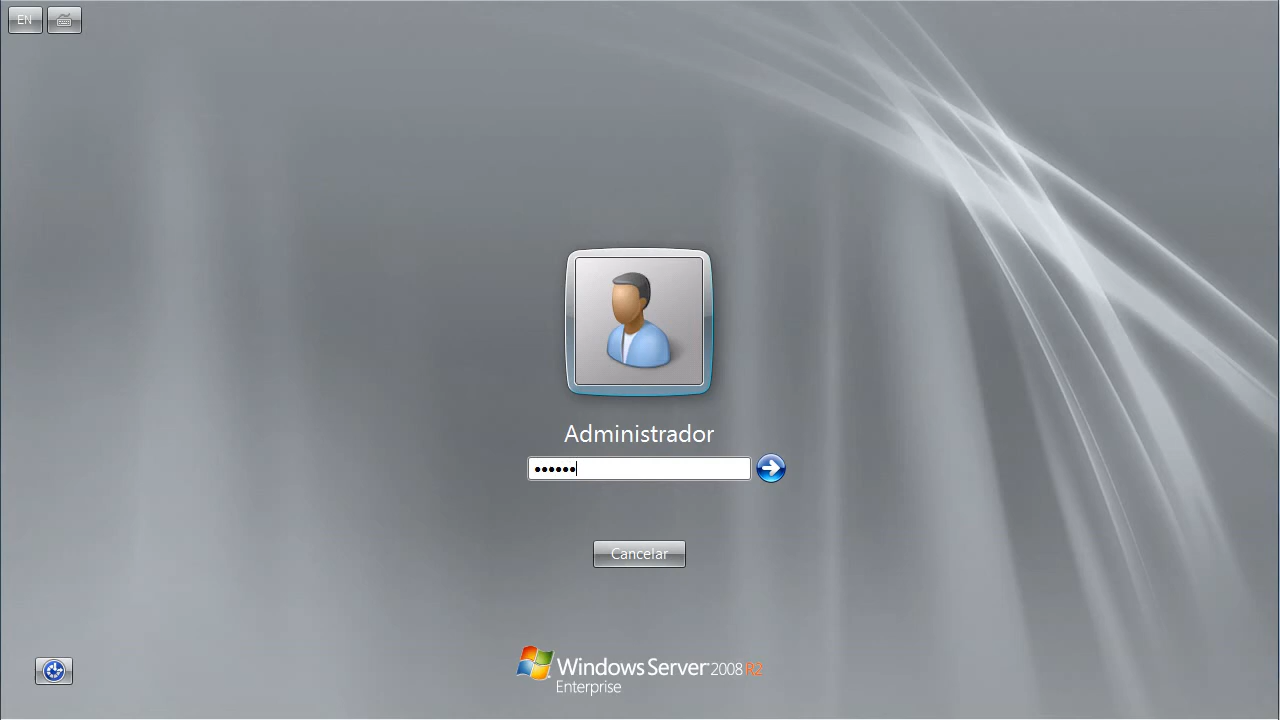 EN
Administrador
••••••
Cancelar
Windows Server 2008 R2
Enterprise